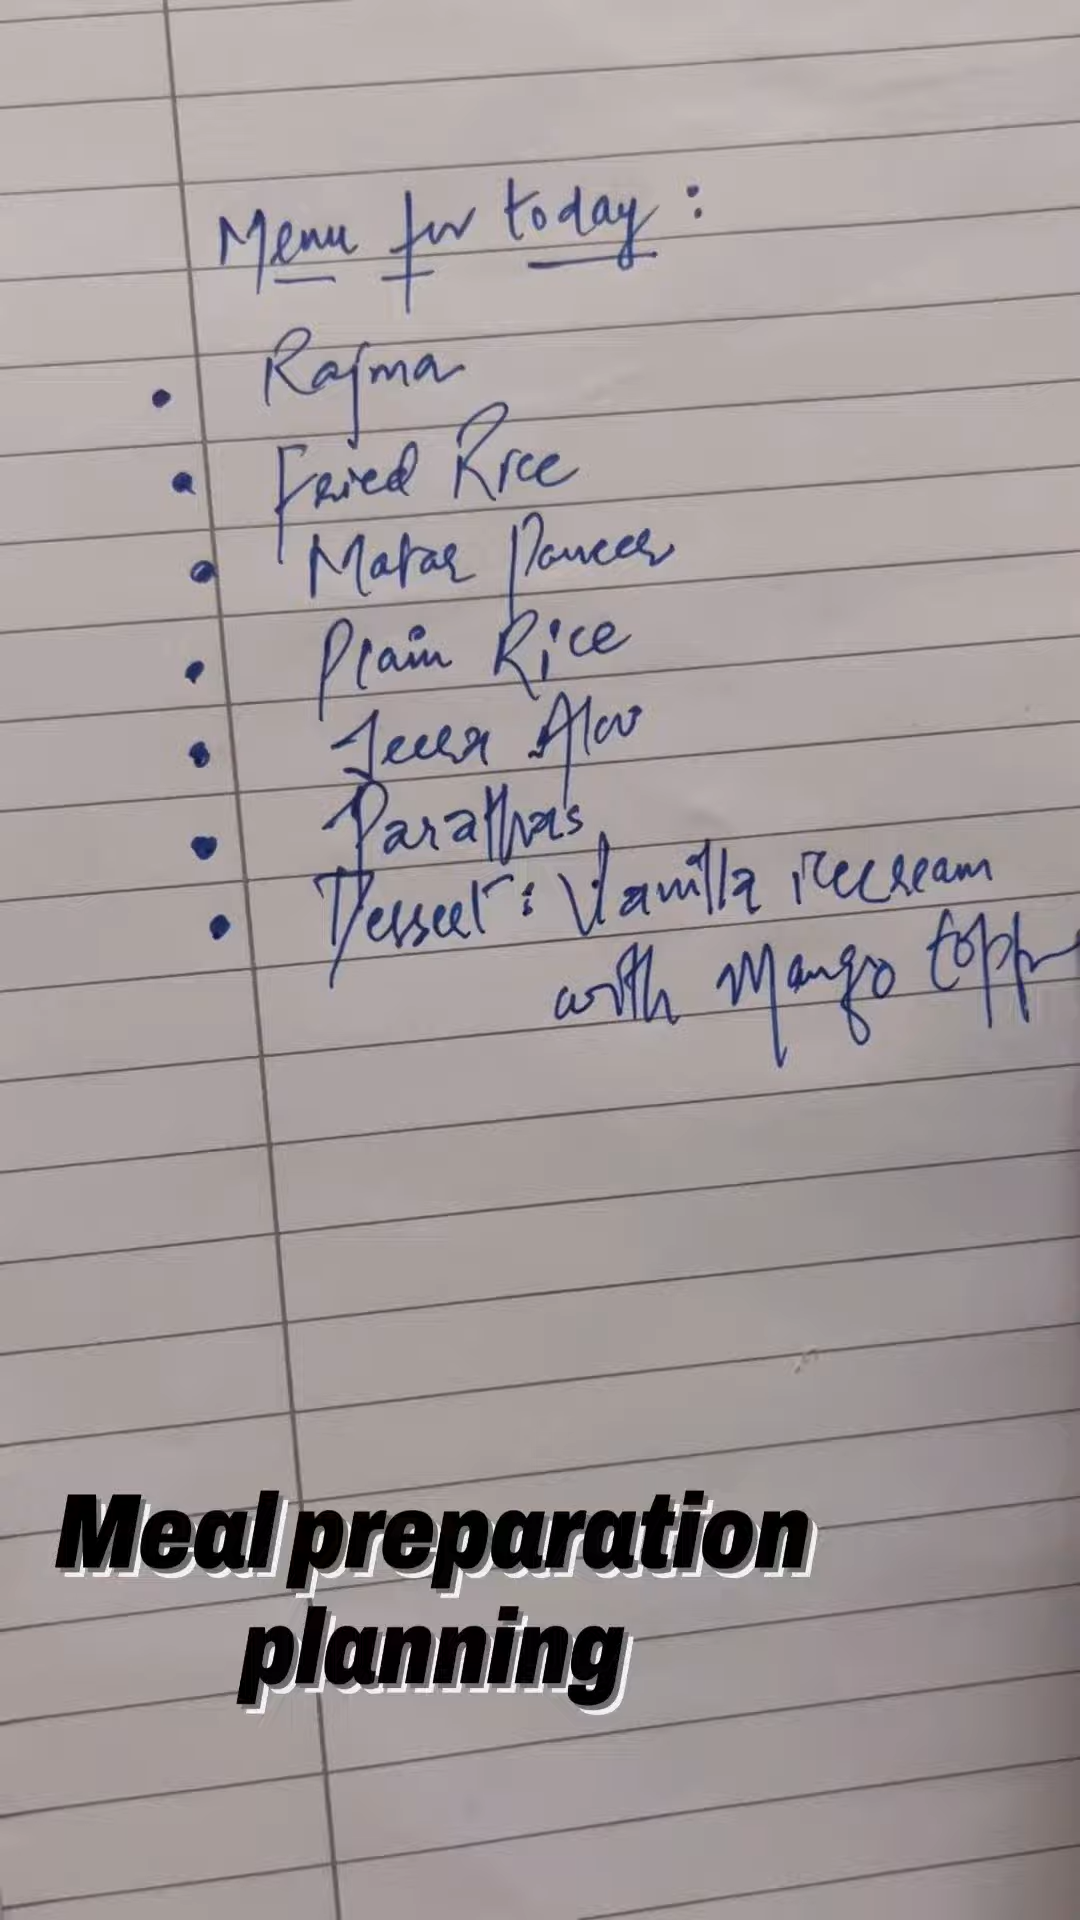 Menu for today :
• Rajma
• Fried Rice
• Matar Paneer
• Plain Rice
• Jeera Aloo
• Parathas
• Dessert : Vanilla icecream
with Mango
Meal preparation
planning